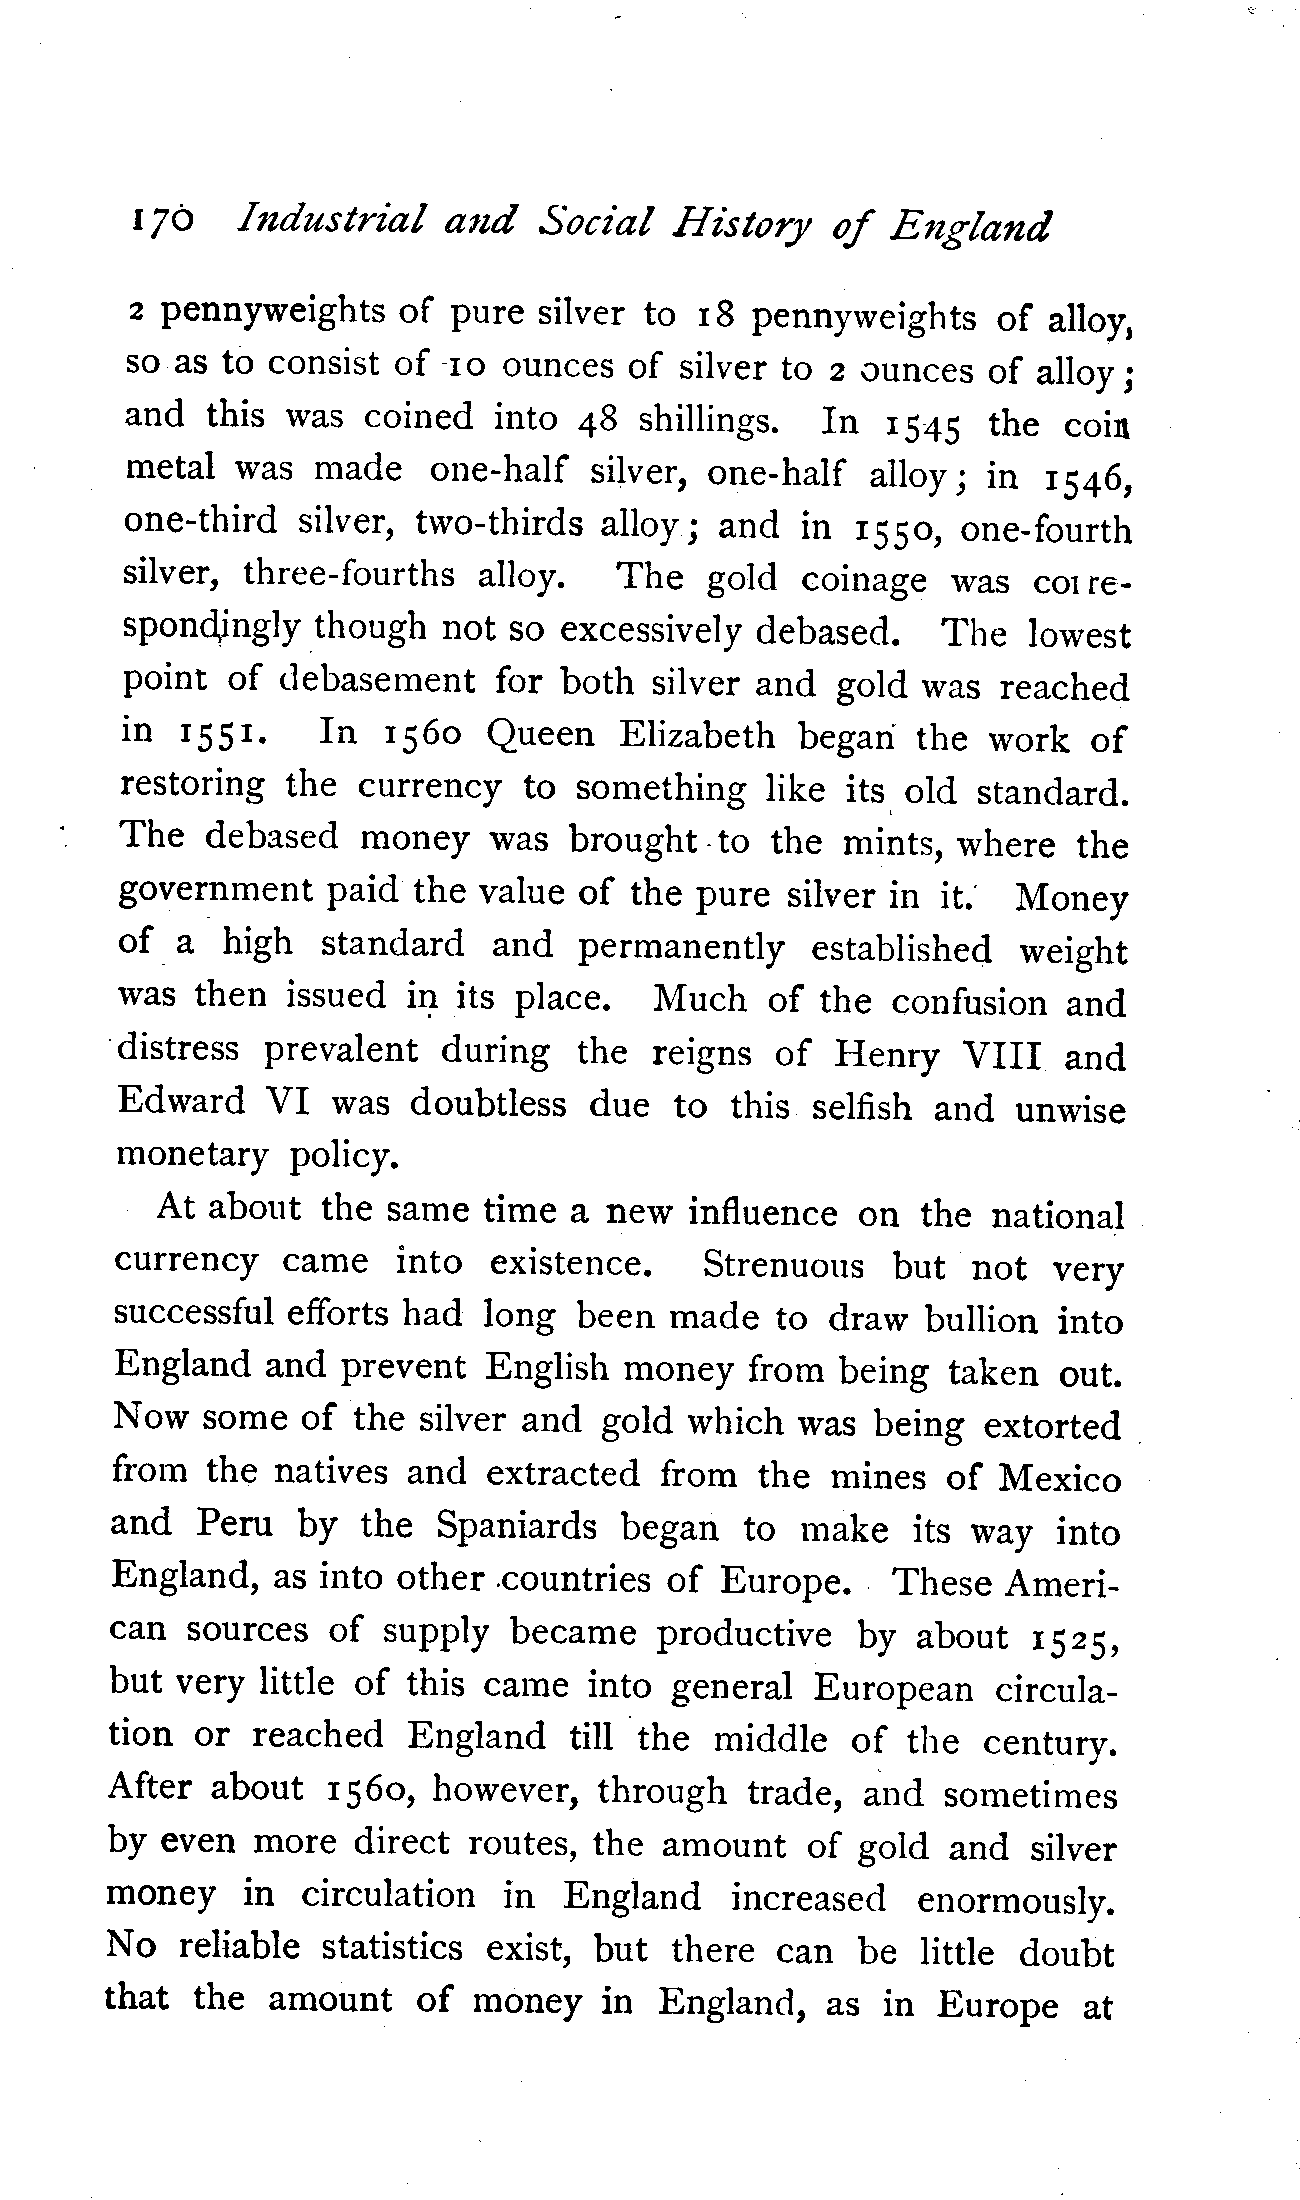 170 Industrial and Social History of England
2 pennyweights of pure silver to 18 pennyweights of alloy,
so as to consist of 10 ounces of silver to 2 ounces of alloy;
and this was coined into 48 shillings. In 1545 the coin
metal was made one-half silver, one-half alloy; in 1546,
one-third silver, two-thirds alloy; and in 1550, one-fourth
silver, three-fourths alloy. The gold coinage was corre-
spondingly though not so excessively debased. The lowest
point of debasement for both silver and gold was reached
in 1551. In 1560 Queen Elizabeth began the work of
restoring the currency to something like its old standard.
The debased money was brought to the mints, where the
government paid the value of the pure silver in it. Money
of a high standard and permanently established weight
was then issued in its place. Much of the confusion and
distress prevalent during the reigns of Henry VIII and
Edward VI was doubtless due to this selfish and unwise
monetary policy.
At about the same time a new influence on the national
currency came into existence. Strenuous but not very
successful efforts had long been made to draw bullion into
England and prevent English money from being taken out.
Now some of the silver and gold which was being extorted
from the natives and extracted from the mines of Mexico
and Peru by the Spaniards began to make its way into
England, as into other countries of Europe. These Ameri-
can sources of supply became productive by about 1525,
but very little of this came into general European circula-
tion or reached England till the middle of the century.
After about 1560, however, through trade, and sometimes
by even more direct routes, the amount of gold and silver
money in circulation in England increased enormously.
No reliable statistics exist, but there can be little doubt
that the amount of money in England, as in Europe at